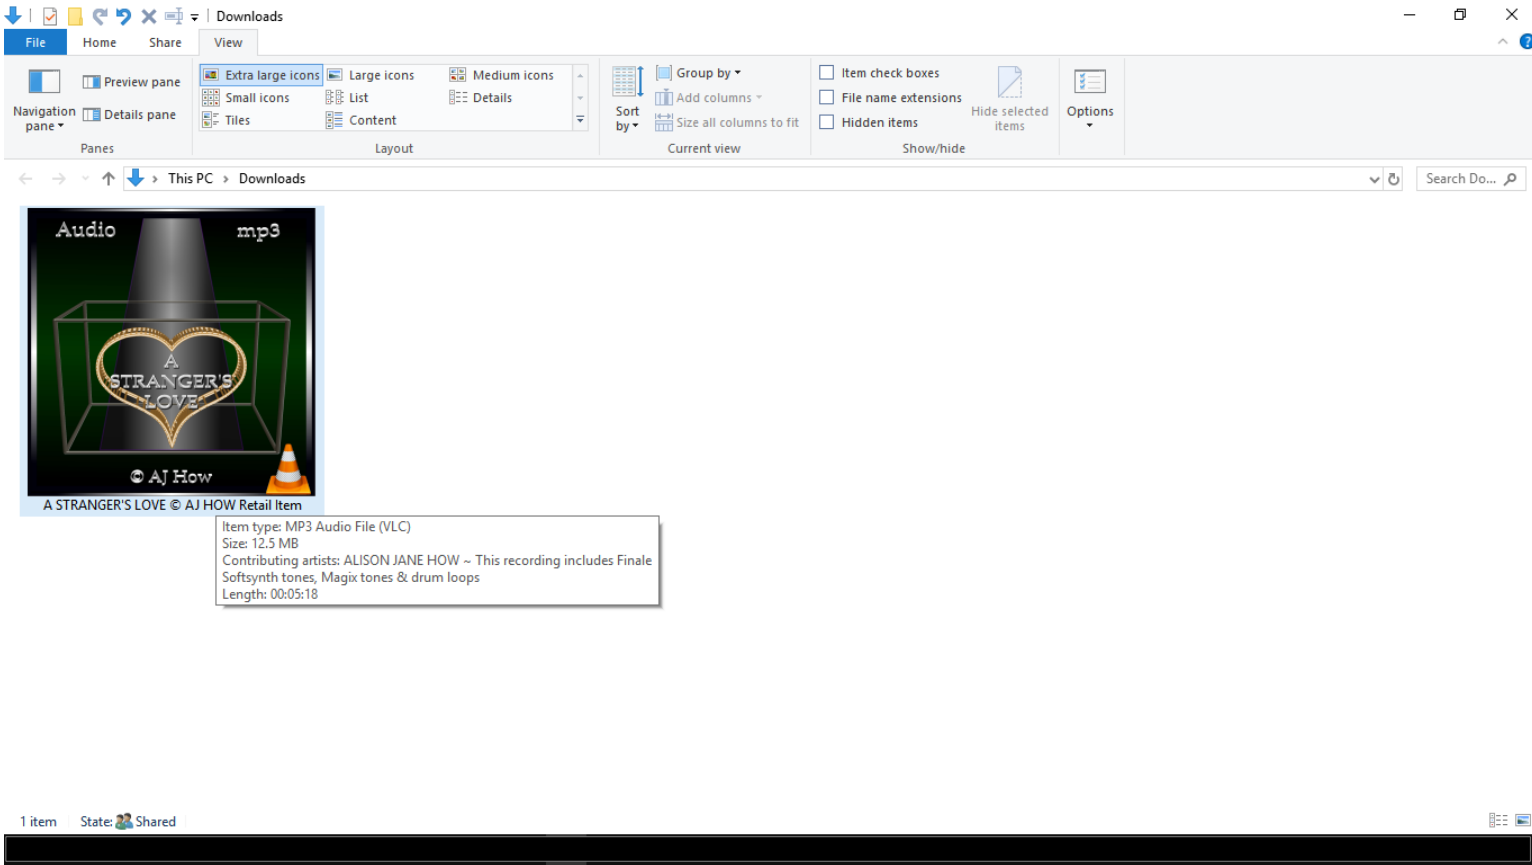 Downloads
File Home Share View
Navigation pane
Preview pane
Details pane
Panes
Extra large icons Large icons Medium icons
Small icons List Details
Tiles Content
Layout
Sort by
Group by
Add columns
Size all columns to fit
Current view
Item check boxes
File name extensions
Hidden items
Hide selected items
Show/hide
Options
This PC > Downloads
Search Do...
Audio mp3
A
STRANGER'S
LOVE
© AJ How
A STRANGER'S LOVE © AJ HOW Retail Item
Item type: MP3 Audio File (VLC)
Size: 12.5 MB
Contributing artists: ALISON JANE HOW ~ This recording includes Finale
Softsynth tones, Magix tones & drum loops
Length: 00:05:18
1 item State: Shared